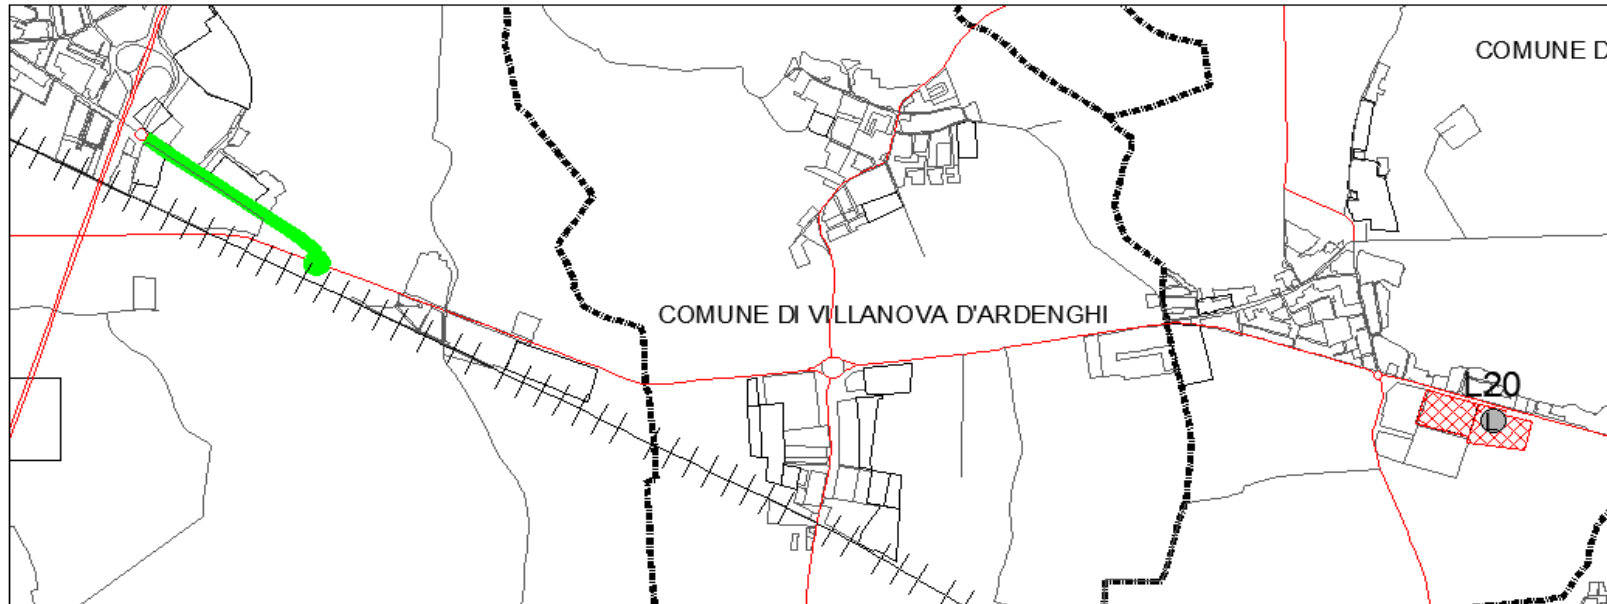 COMUNE D
COMUNE DI VILLANOVA D'ARDENGHI
L20
L